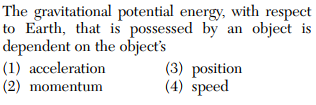 The gravitational potential energy, with respect
to Earth, that is possessed by an object is
dependent on the object's
(1) acceleration (3) position
(2) momentum (4) speed